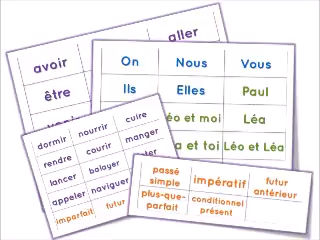 avoir
aller
être
On Nous Vous
Ils Elles Paul
Léo et moi Léa
a et toi Léo et Léa
dormir nourrir cuire
rendre courir manger
lancer balayer
appeler naviguer
imparfait futur
passé simple impératif futur antérieur
plus-que-parfait conditionnel présent